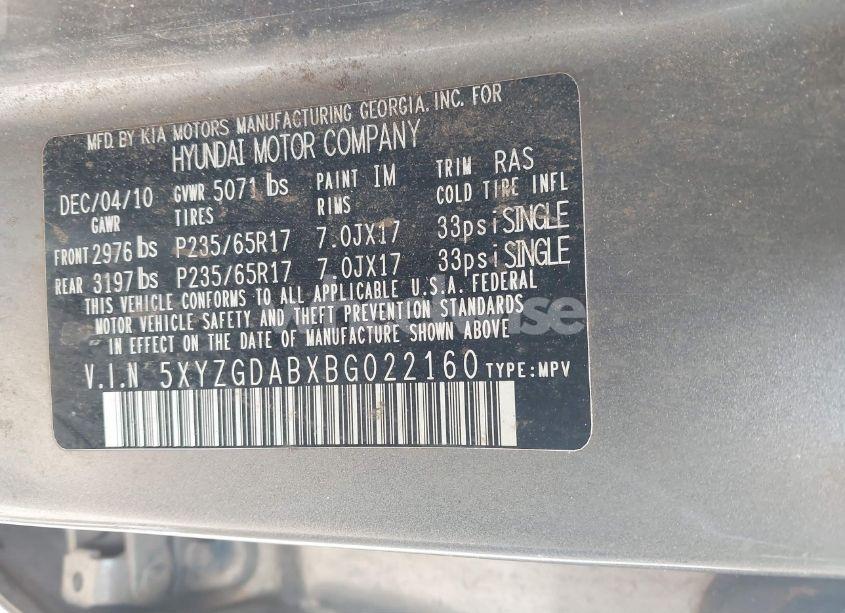 MFD. BY KIA MOTORS MANUFACTURING GEORGIA, INC. FOR
HYUNDAI MOTOR COMPANY
DEC/04/10 GVWR 5071 lbs PAINT IM TRIM RAS
GAWR TIRES RIMS COLD TIRE INFL
FRONT 2976 lbs P235/65R17 7.0JX17 33psi SINGLE
REAR 3197 lbs P235/65R17 7.0JX17 33psi SINGLE
THIS VEHICLE CONFORMS TO ALL APPLICABLE U.S.A. FEDERAL
MOTOR VEHICLE SAFETY AND THEFT PREVENTION STANDARDS
IN EFFECT ON THE DATE OF MANUFACTURE SHOWN ABOVE
V.I.N 5XYZGDABXBG022160 TYPE:MPV